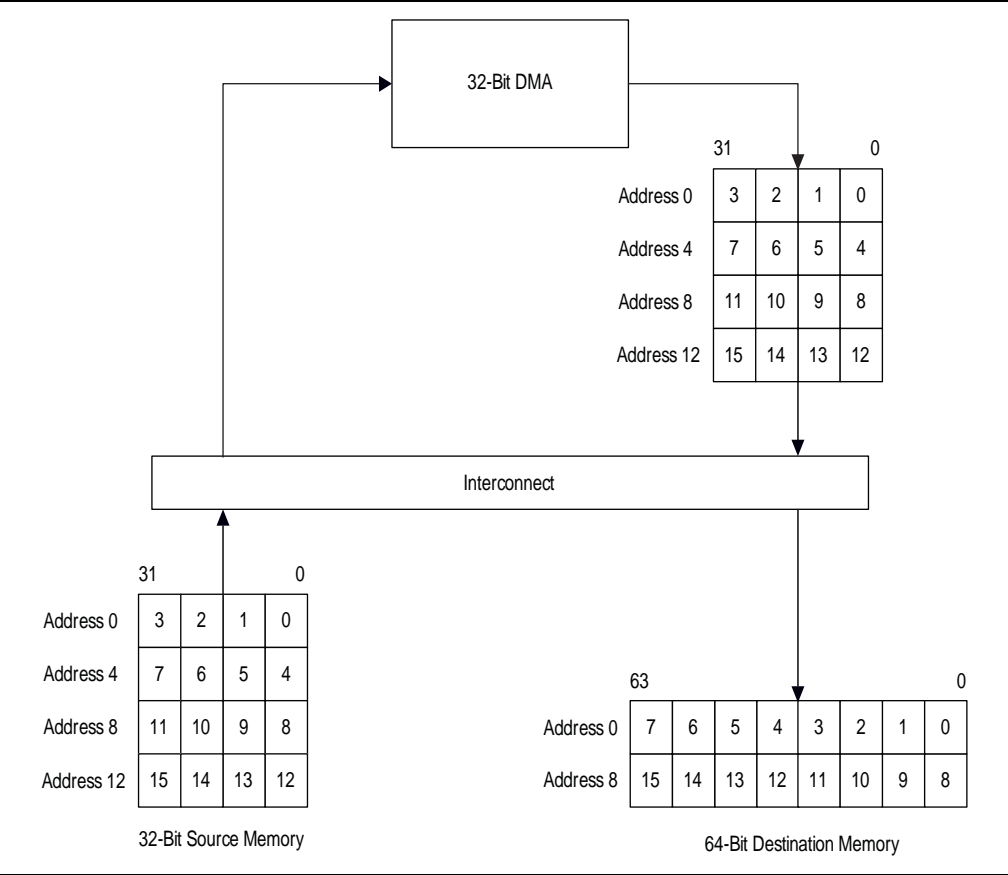 32-Bit DMA
31 0
Address 0 3 2 1 0
Address 4 7 6 5 4
Address 8 11 10 9 8
Address 12 15 14 13 12
Interconnect
31 0
Address 0 3 2 1 0
Address 4 7 6 5 4
Address 8 11 10 9 8
Address 12 15 14 13 12
32-Bit Source Memory
63 0
Address 0 7 6 5 4 3 2 1 0
Address 8 15 14 13 12 11 10 9 8
64-Bit Destination Memory